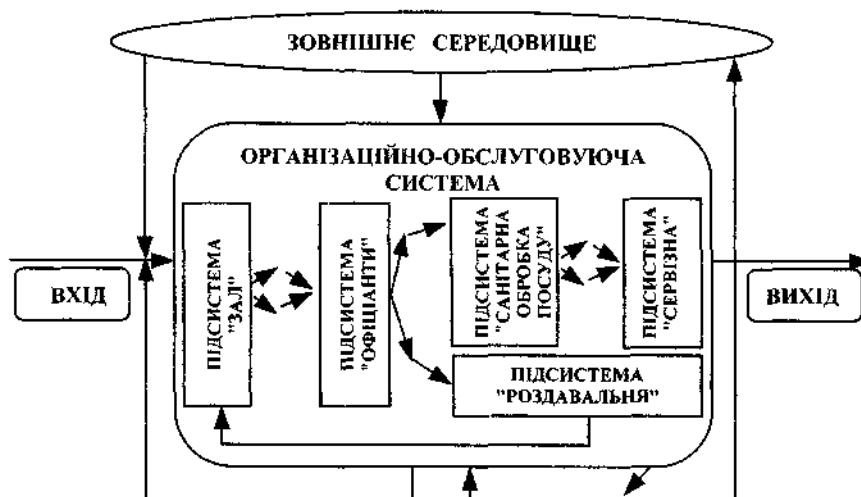 ЗОВНІШНЄ СЕРЕДОВИЩЕ
ОРГАНІЗАЦІЙНО-ОБСЛУГОВУЮЧА
СИСТЕМА
ВХІД
ПІДСИСТЕМА
"ЗАЛ"
ПІДСИСТЕМА
"ОФІЦІАНТИ"
ПІДСИСТЕМА
"САНІТАРНА
ОБРОБКА
ПОСУДУ"
ПІДСИСТЕМА
"СЕРВІЗНА"
ПІДСИСТЕМА
"РОЗДАВАЛЬНЯ"
ВИХІД